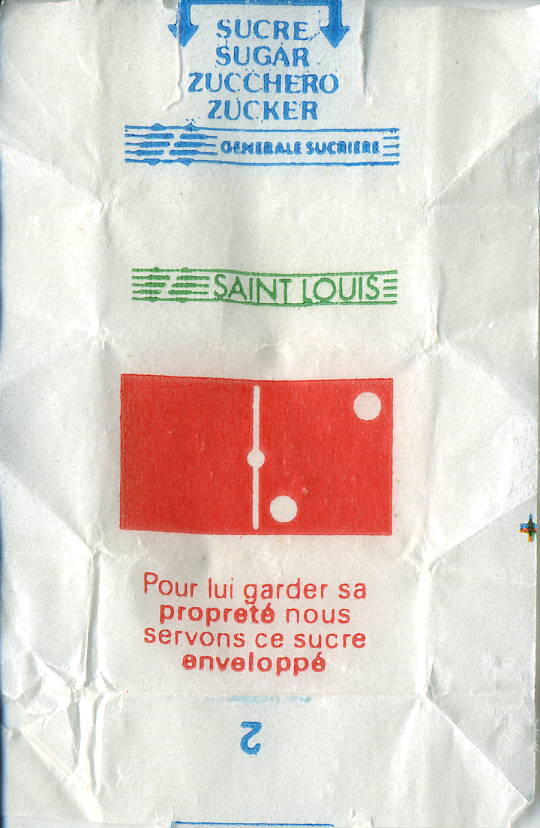 SUCRE
SUGAR
ZUCCHERO
ZUCKER
GENERALE SUCRIERE
SAINT LOUIS
Pour lui garder sa
propreté nous
servons ce sucre
enveloppé
2